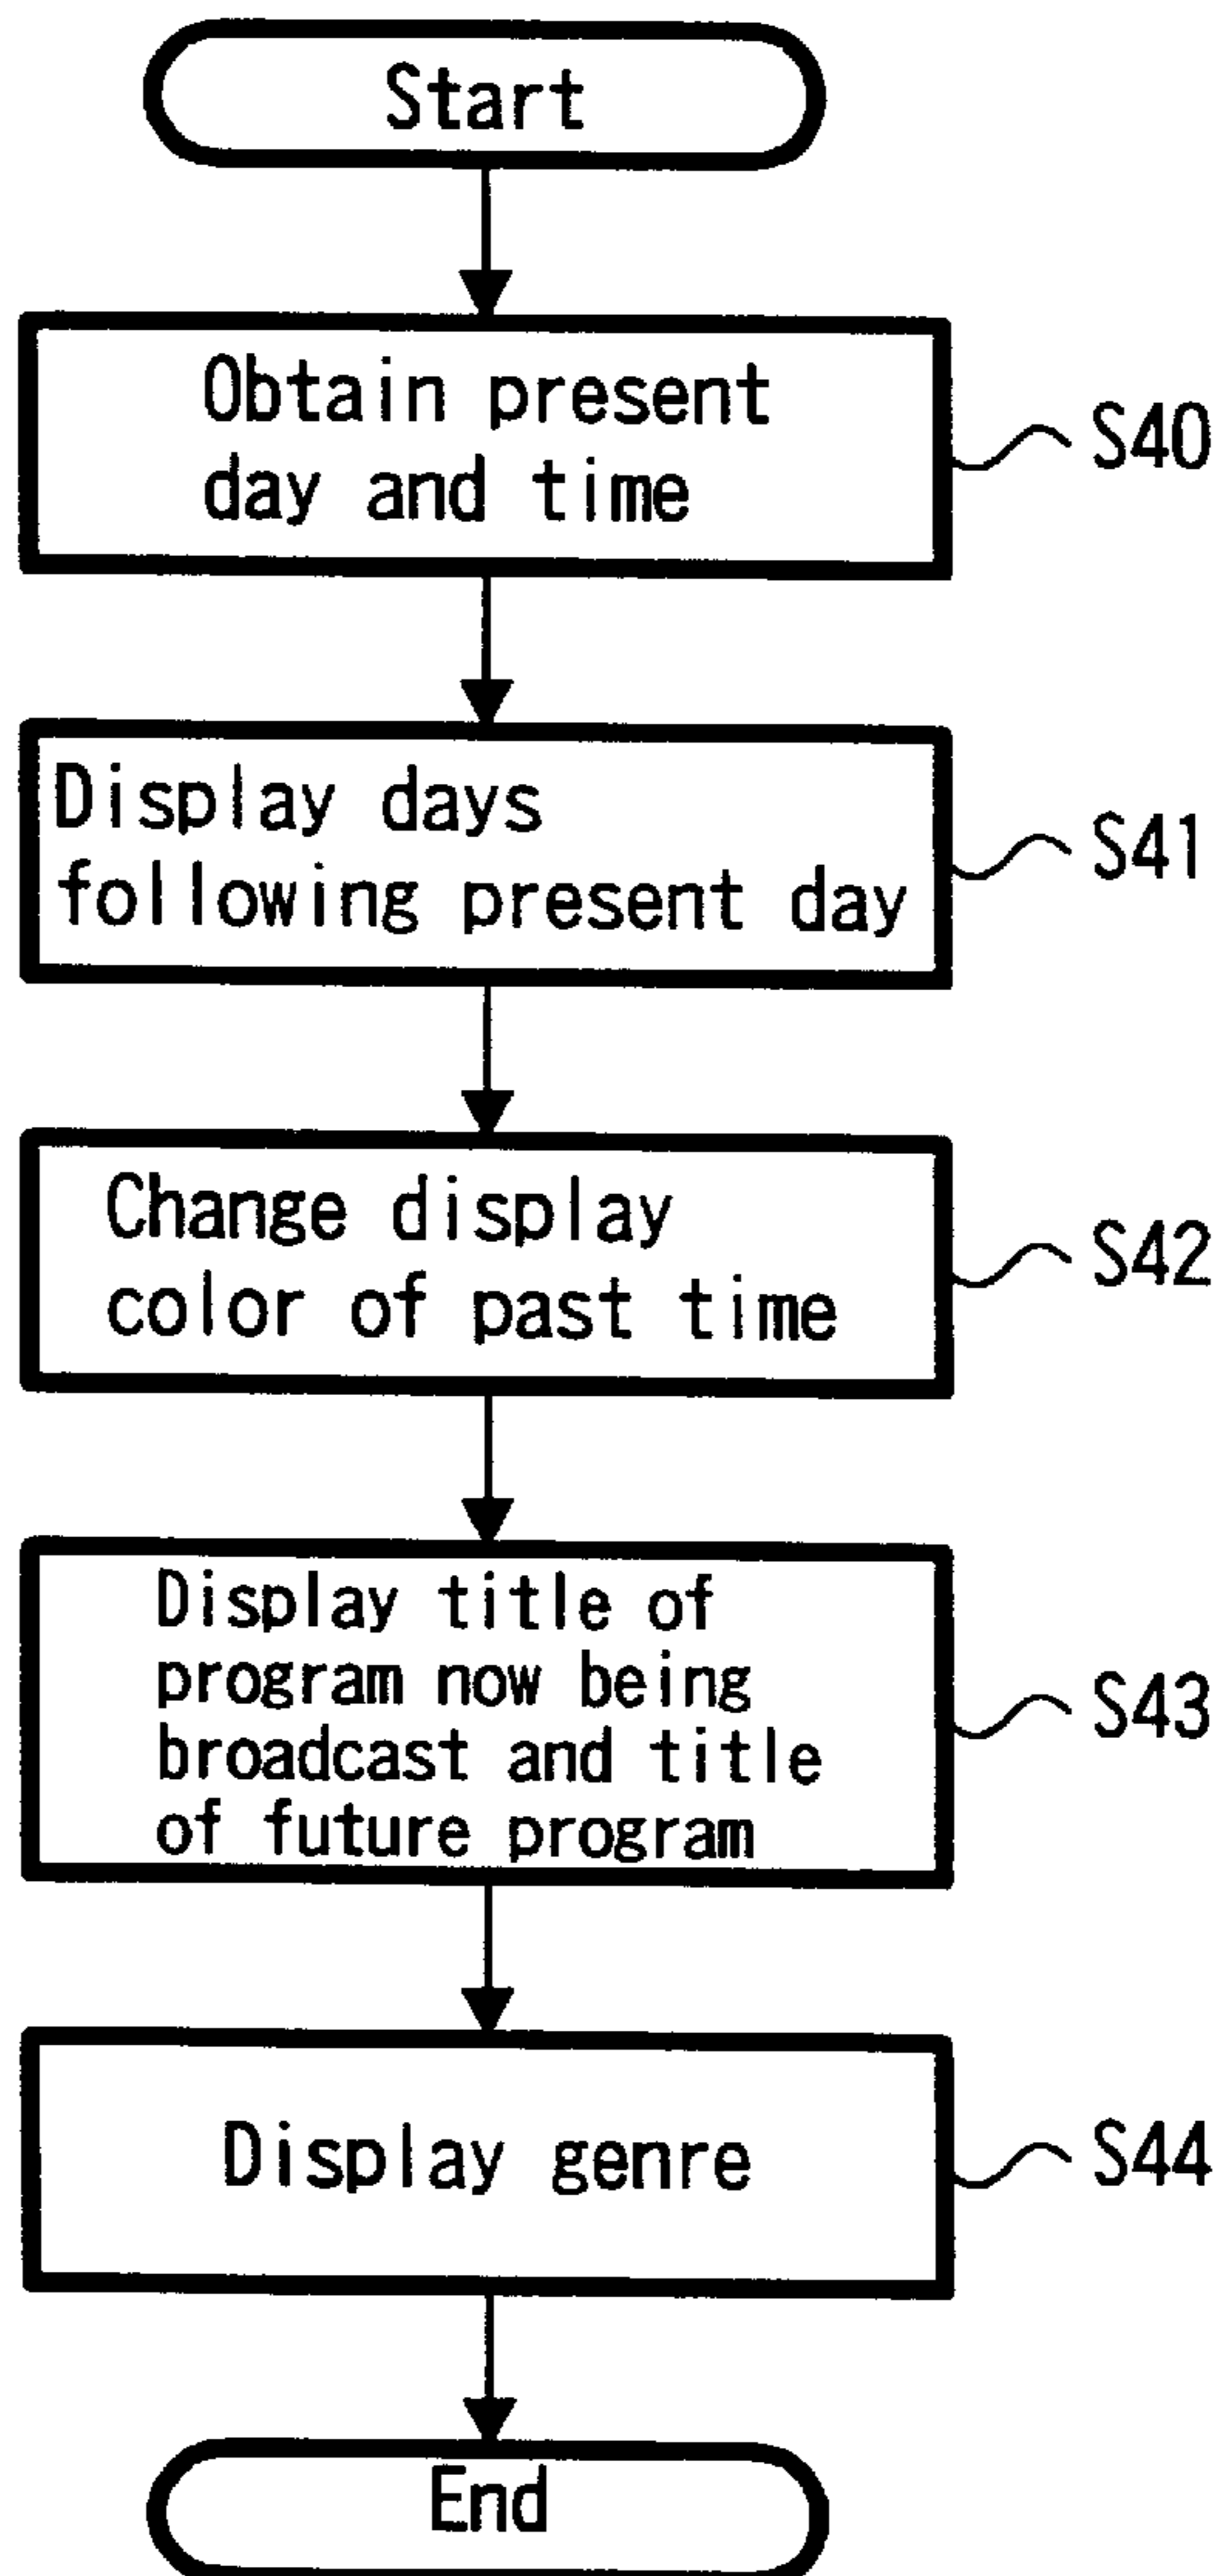 Start
Obtain present
day and time
S40
Display days
following present day
S41
Change display
color of past time
S42
Display title of
program now being
broadcast and title
of future program
S43
Display genre
S44
End